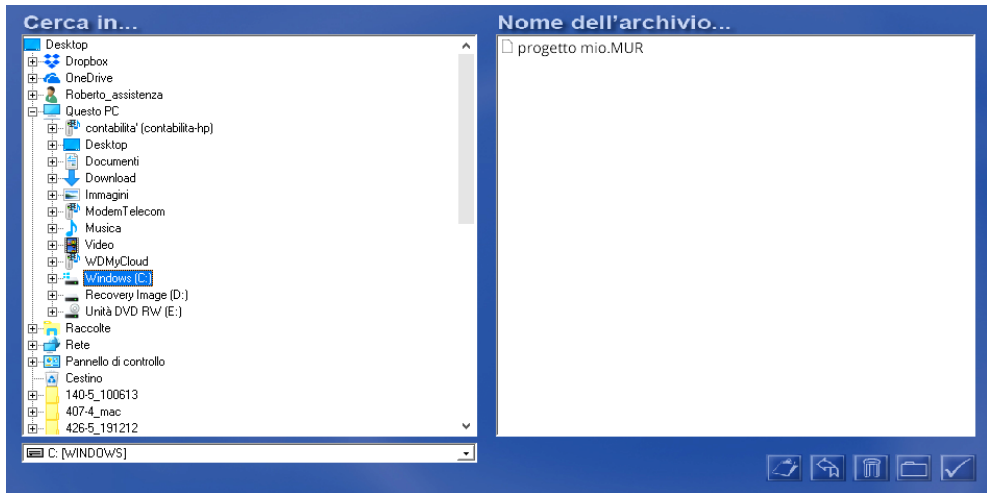 Cerca in...
Desktop
Dropbox
OneDrive
Roberto_assistenza
Questo PC
contabilita' (contabilita-hp)
Desktop
Documenti
Download
Immagini
ModemTelecom
Musica
Video
WDMyCloud
Windows (C:)
Recovery Image (D:)
Unità DVD RW (E:)
Raccolte
Rete
Pannello di controllo
Cestino
140-5_100613
407-4_mac
426-5_191212
C: [WINDOWS]
Nome dell'archivio...
progetto mio.MUR